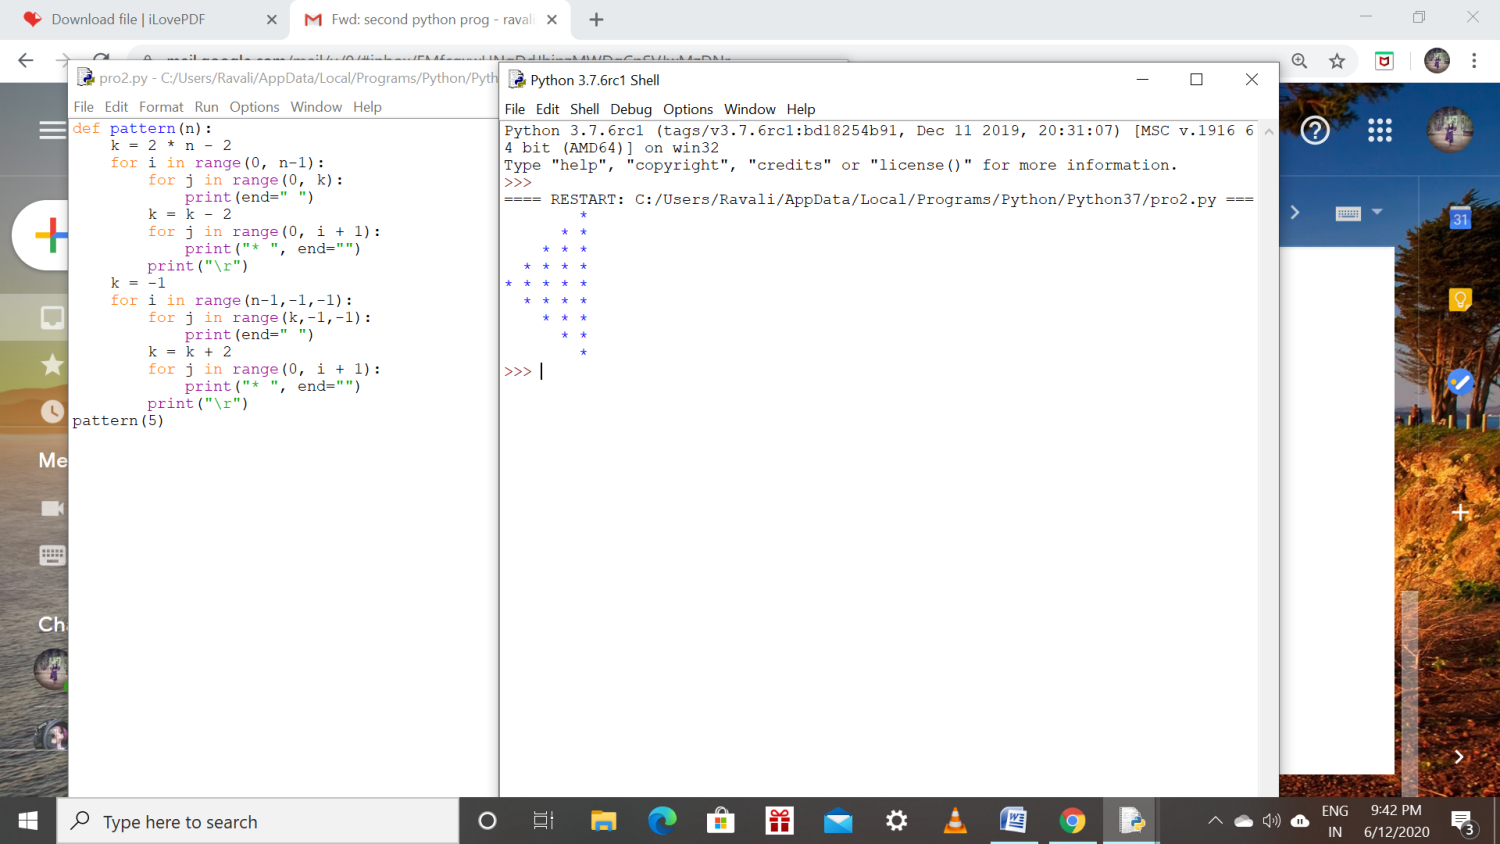 Download file | iLovePDF
Fwd: second python prog - ravali
pro2.py - C:/Users/Ravali/AppData/Local/Programs/Python/Pyth
File Edit Format Run Options Window Help
def pattern(n):
    k = 2 * n - 2
    for i in range(0, n-1):
        for j in range(0, k):
            print(end=" ")
        k = k - 2
        for j in range(0, i + 1):
            print("* ", end="")
        print("\r")
    k = -1
    for i in range(n-1,-1,-1):
        for j in range(k,-1,-1):
            print(end=" ")
        k = k + 2
        for j in range(0, i + 1):
            print("* ", end="")
        print("\r")
pattern(5)
Python 3.7.6rc1 Shell
File Edit Shell Debug Options Window Help
Python 3.7.6rc1 (tags/v3.7.6rc1:bd18254b91, Dec 11 2019, 20:31:07) [MSC v.1916 6
4 bit (AMD64)] on win32
Type "help", "copyright", "credits" or "license()" for more information.
>>>
==== RESTART: C:/Users/Ravali/AppData/Local/Programs/Python/Python37/pro2.py ===
        *
      * *
    * * *
  * * * *
* * * * *
  * * * *
    * * *
      * *
        *
>>>
Me
31
Type here to search
ENG
IN
9:42 PM
6/12/2020
3